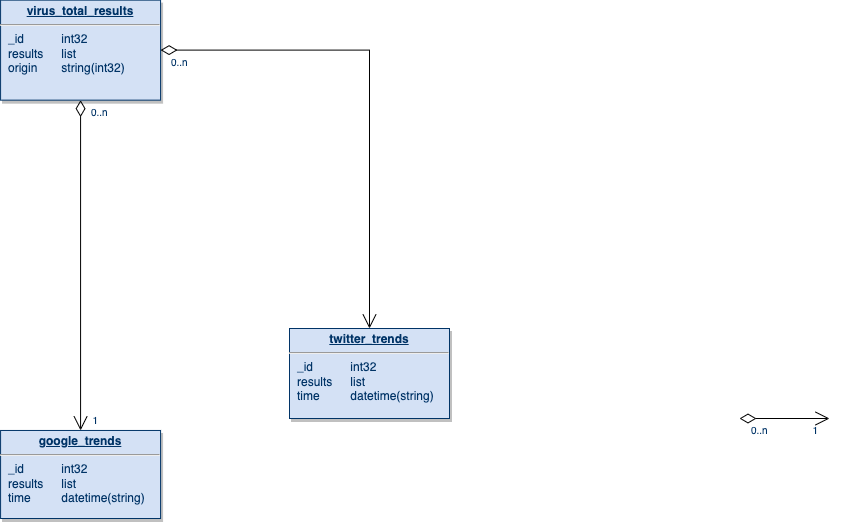 virus_total_results
_id int32
results list
origin string(int32)
0..n
0..n
twitter_trends
_id int32
results list
time datetime(string)
1
google_trends
_id int32
results list
time datetime(string)
0..n 1